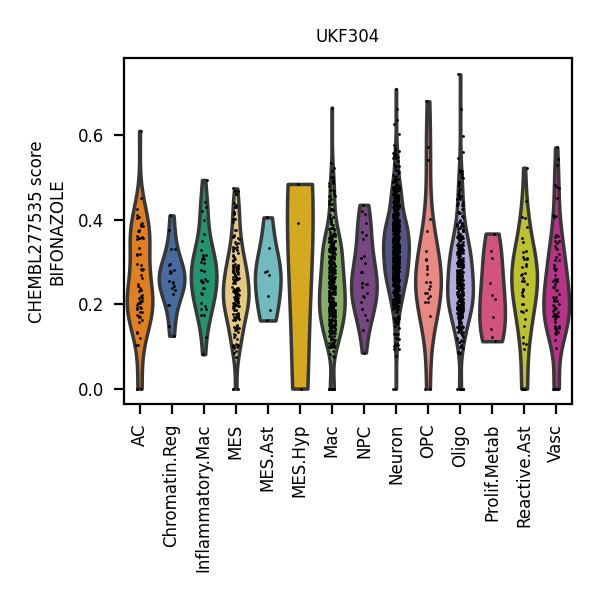 UKF304
CHEMBL277535 score
BIFONAZOLE
0.6
0.4
0.2
0.0
AC
Chromatin.Reg
Inflammatory.Mac
MES
MES.Ast
MES.Hyp
Mac
NPC
Neuron
OPC
Oligo
Prolif.Metab
Reactive.Ast
Vasc